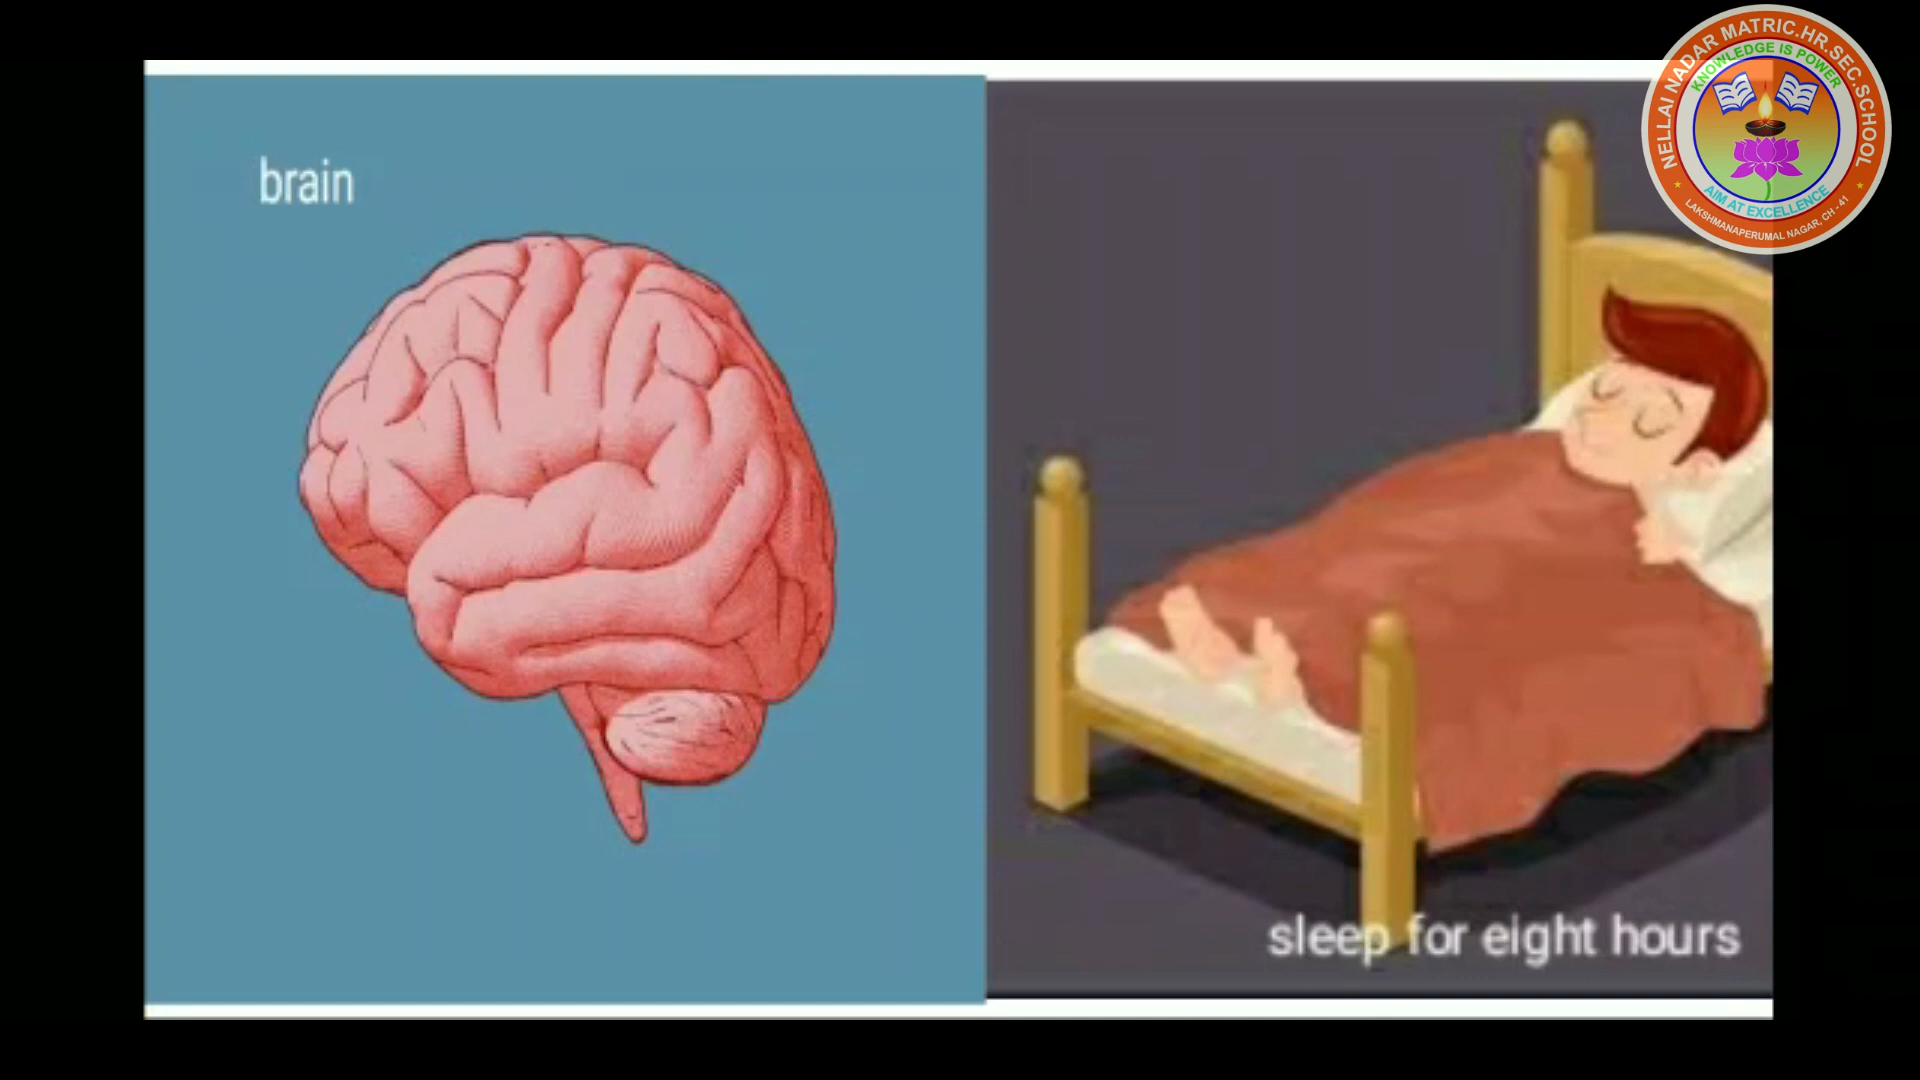 brain
sleep for eight hours
NELLAI NADAR MATRIC.HR.SEC.SCHOOL
KNOWLEDGE IS POWER
AIM AT EXCELLENCE
LAKSHMANAPERUMAL NAGAR, CH - 41